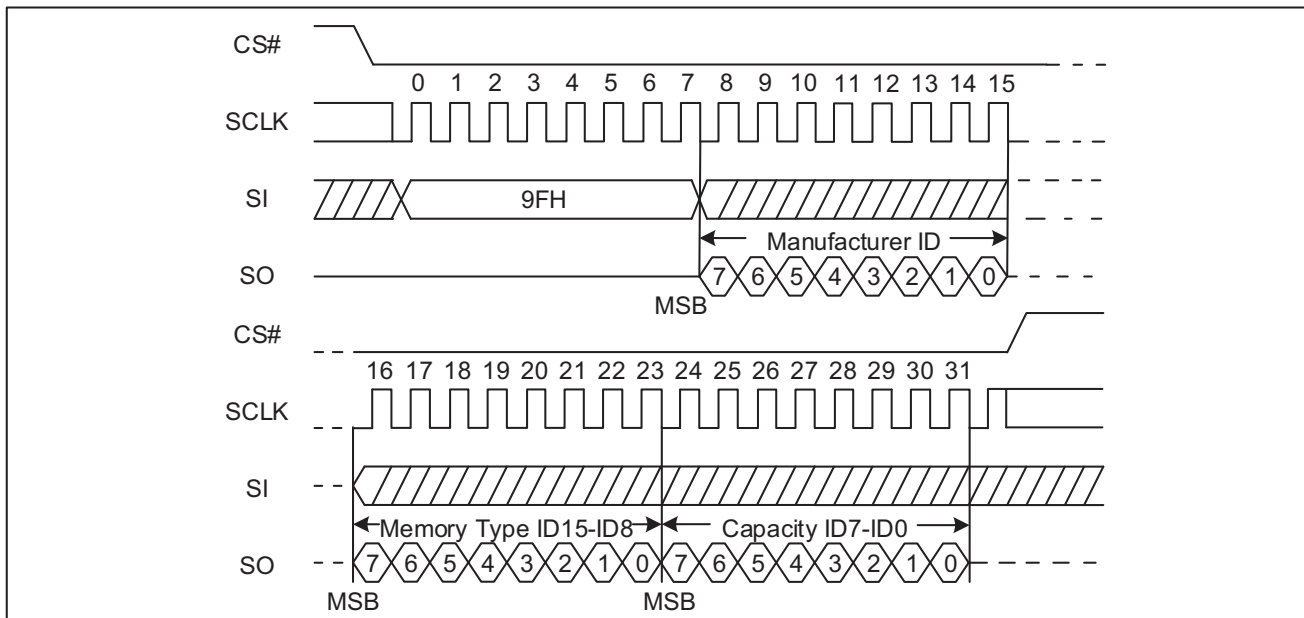 CS#
0 1 2 3 4 5 6 7 8 9 10 11 12 13 14 15
SCLK
SI 9FH
Manufacturer ID
SO 7 6 5 4 3 2 1 0
MSB
CS#
16 17 18 19 20 21 22 23 24 25 26 27 28 29 30 31
SCLK
SI
Memory Type ID15-ID8 Capacity ID7-ID0
SO 7 6 5 4 3 2 1 0 7 6 5 4 3 2 1 0
MSB MSB